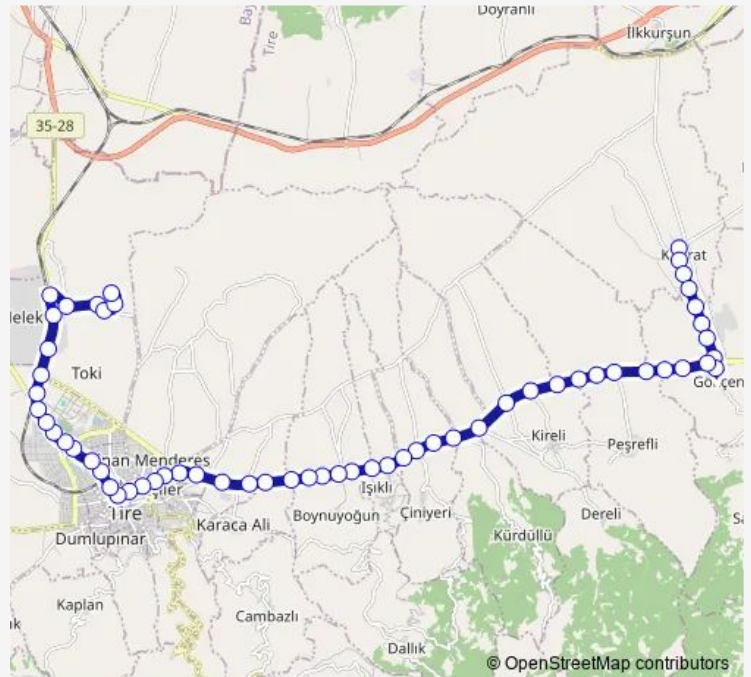 Doyranlı
İlkkurşun
Tire
35-28
Toki
Kireli
Peşrefli
Işıklı
Tire
Karaca Ali
Boynuyoğun
Çiniyeri
Dereli
Dumlupınar
Kürdüllü
Kaplan
Cambazlı
Dallık
© OpenStreetMap contributors